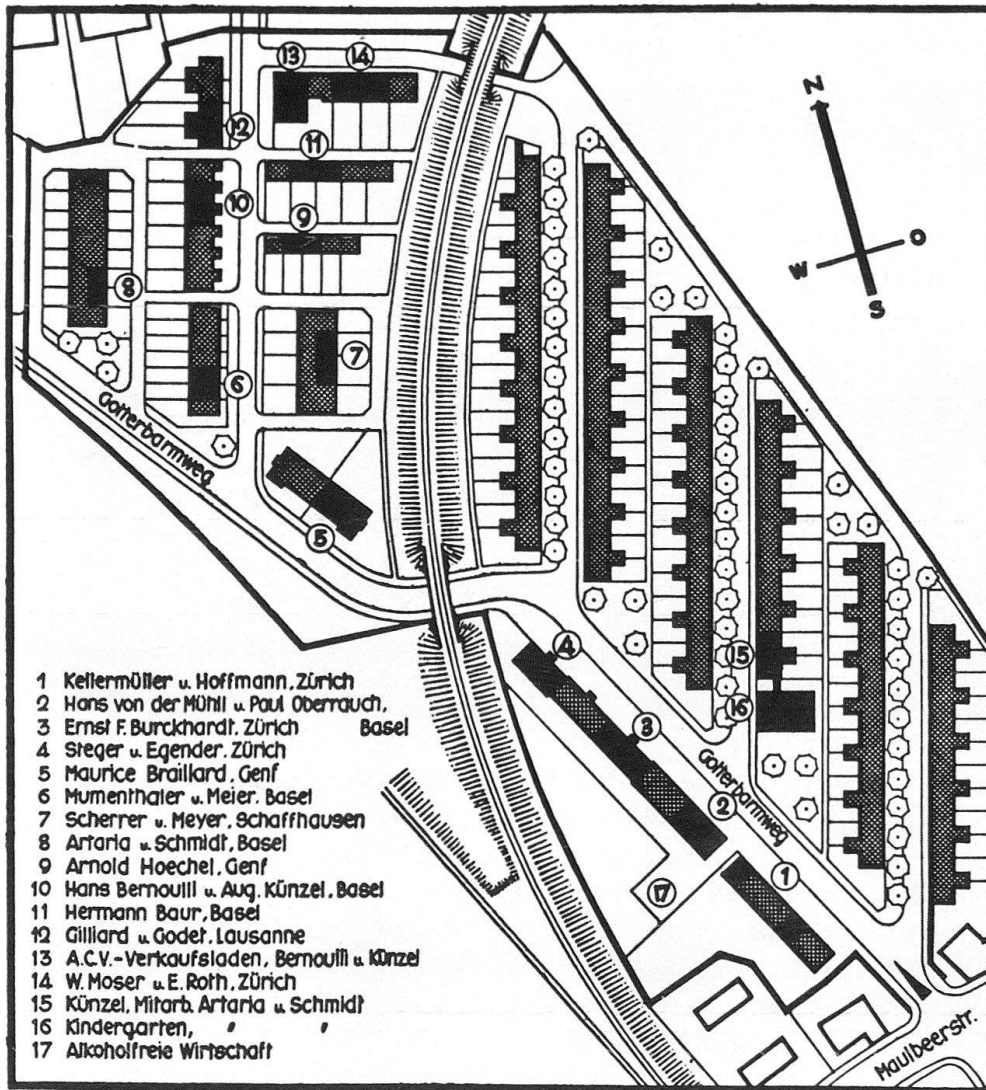 13 14
12
11
10
9
8
7
6
5
N
W O
S
Gotterbarmweg
4
3
15
16
2
Gotterbarmweg
1
17
Maulbeerstr.
1 Kellermüller u. Hoffmann. Zürich
2 Hans von der Mühll u. Paul Oberrauch,
3 Ernst F. Burckhardt. Zürich Basel
4 Steger u. Egender. Zürich
5 Maurice Braillard. Genf
6 Mumenthaler u. Meier. Basel
7 Scherrer u. Meyer. Schaffhausen
8 Artaria u. Schmidt. Basel
9 Arnold Hoechel. Genf
10 Hans Bernoulli u. Aug. Künzel. Basel
11 Hermann Baur. Basel
12 Gilliard u. Godet. Lausanne
13 A.C.V.-Verkaufsladen, Bernoulli u. Künzel
14 W. Moser u. E. Roth. Zürich
15 Künzel. Mitarb. Artaria u. Schmidt
16 Kindergarten, " "
17 Alkoholfreie Wirtschaft